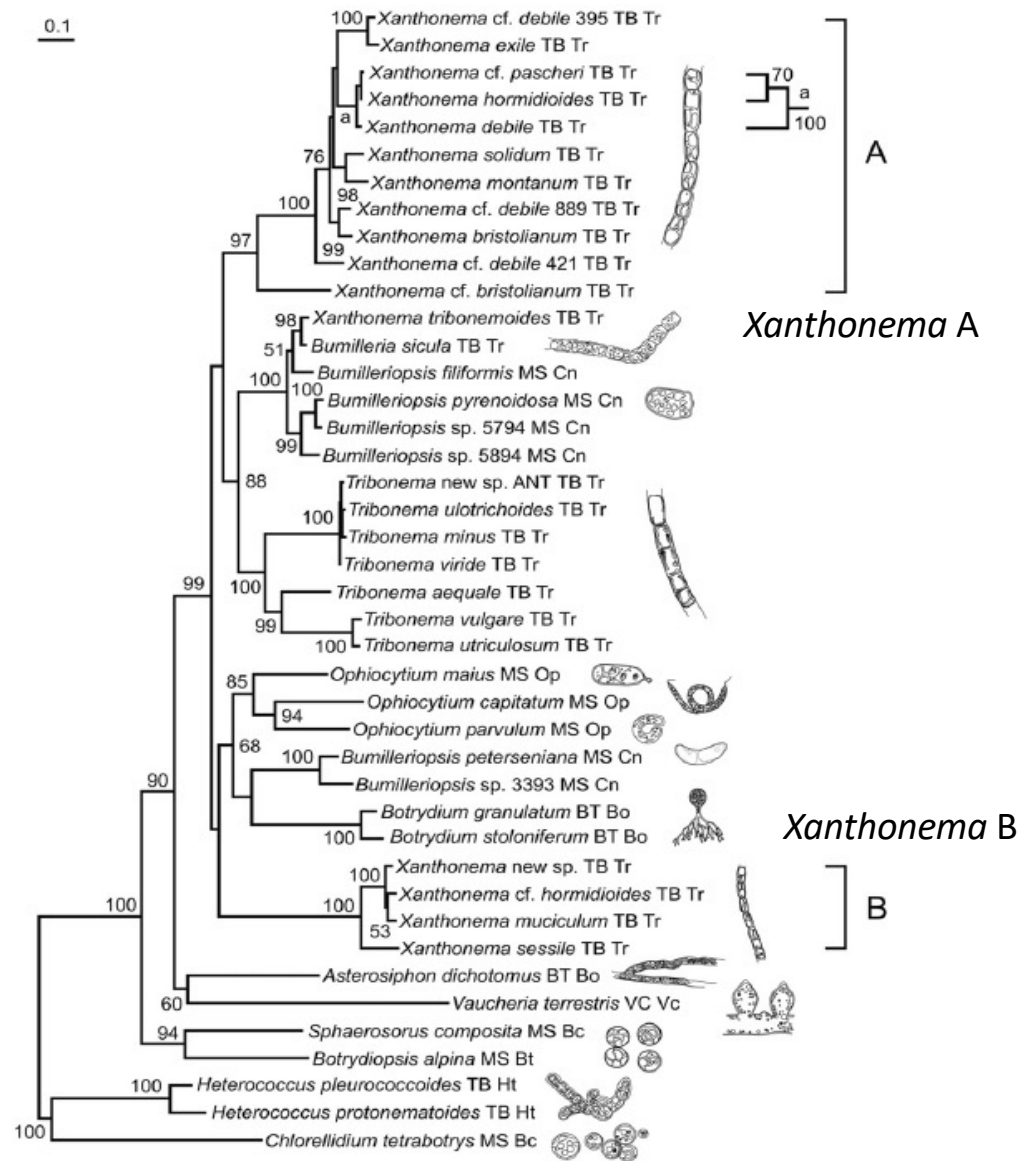 0.1
100
Xanthonema cf. debile 395 TB Tr
Xanthonema exile TB Tr
Xanthonema cf. pascheri TB Tr
70
a
Xanthonema hormidioides TB Tr
a
Xanthonema debile TB Tr
100
A
76
Xanthonema solidum TB Tr
Xanthonema montanum TB Tr
98
Xanthonema cf. debile 889 TB Tr
100
Xanthonema bristolianum TB Tr
97
99
Xanthonema cf. debile 421 TB Tr
Xanthonema cf. bristolianum TB Tr
98
Xanthonema tribonemoides TB Tr
Xanthonema A
Bumilleria sicula TB Tr
51
Bumilleriopsis filiformis MS Cn
100
100
Bumilleriopsis pyrenoidosa MS Cn
Bumilleriopsis sp. 5794 MS Cn
99
Bumilleriopsis sp. 5894 MS Cn
88
Tribonema new sp. ANT TB Tr
Tribonema ulotrichoides TB Tr
100
Tribonema minus TB Tr
Tribonema viride TB Tr
99
100
Tribonema aequale TB Tr
99
Tribonema vulgare TB Tr
100
Tribonema utriculosum TB Tr
85
Ophiocytium maius MS Op
Ophiocytium capitatum MS Op
94
Ophiocytium parvulum MS Op
68
100
Bumilleriopsis peterseniana MS Cn
90
Bumilleriopsis sp. 3393 MS Cn
Botrydium granulatum BT Bo
100
Botrydium stoloniferum BT Bo
Xanthonema B
100
Xanthonema new sp. TB Tr
Xanthonema cf. hormidioides TB Tr
100
100
B
53
Xanthonema muciculum TB Tr
Xanthonema sessile TB Tr
Asterosiphon dichotomus BT Bo
60
Vaucheria terrestris VC Vc
94
Sphaerosorus composita MS Bc
Botrydiopsis alpina MS Bt
100
Heterococcus pleurococcoides TB Ht
Heterococcus protonematoides TB Ht
100
Chlorellidium tetrabotrys MS Bc